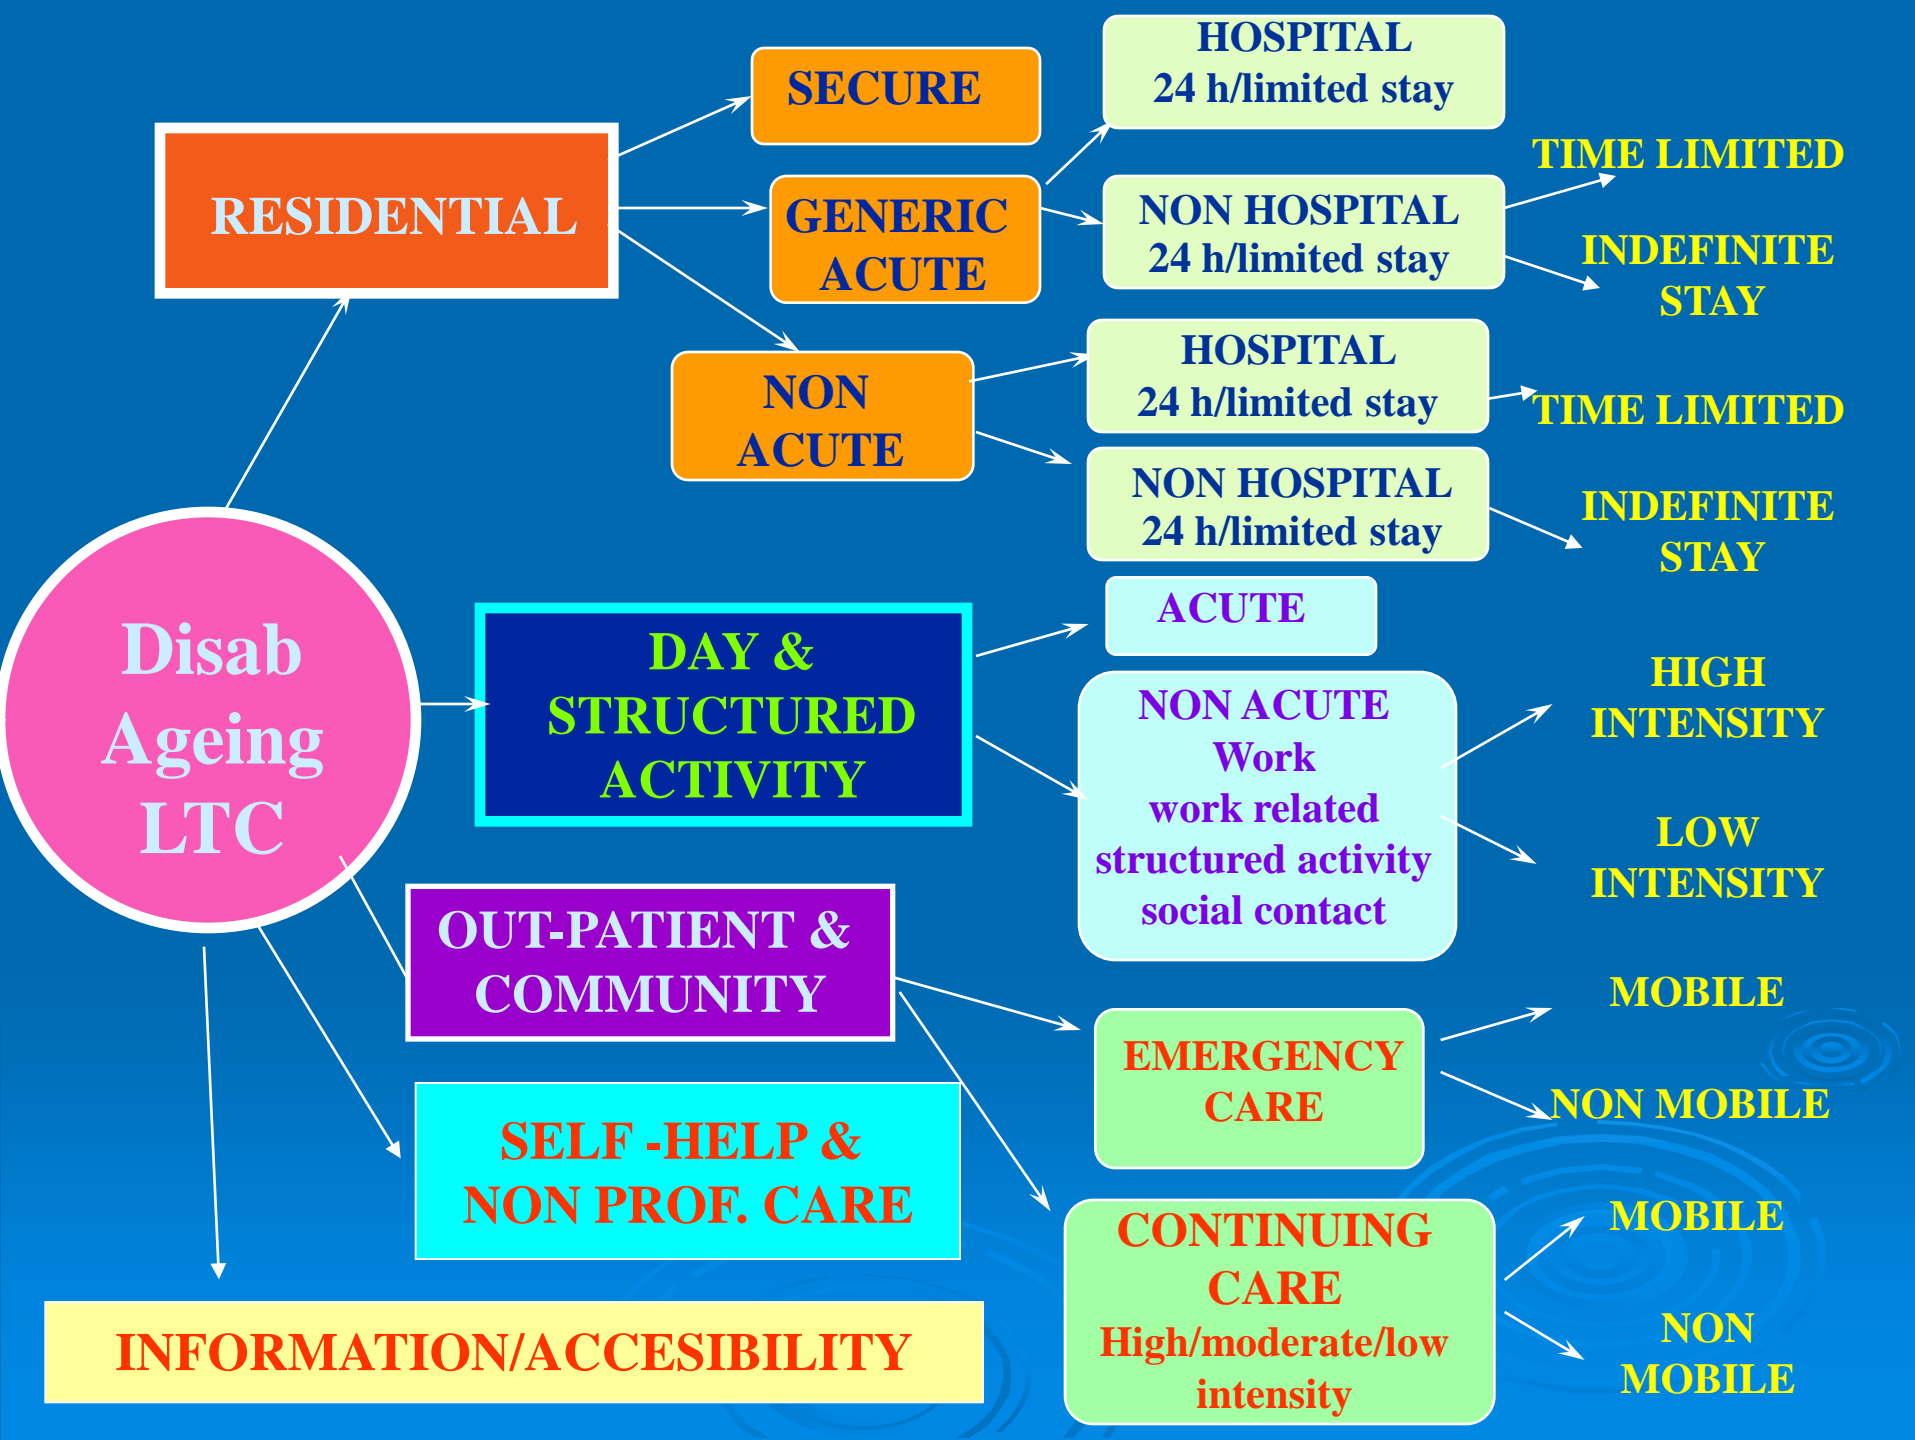 Disab
Ageing
LTC
RESIDENTIAL
SECURE
GENERIC
ACUTE
NON
ACUTE
HOSPITAL
24 h/limited stay
NON HOSPITAL
24 h/limited stay
TIME LIMITED
INDEFINITE
STAY
HOSPITAL
24 h/limited stay
NON HOSPITAL
24 h/limited stay
TIME LIMITED
INDEFINITE
STAY
DAY &
STRUCTURED
ACTIVITY
ACUTE
NON ACUTE
Work
work related
structured activity
social contact
HIGH
INTENSITY
LOW
INTENSITY
OUT-PATIENT &
COMMUNITY
EMERGENCY
CARE
MOBILE
NON MOBILE
CONTINUING
CARE
High/moderate/low
intensity
MOBILE
NON
MOBILE
SELF -HELP &
NON PROF. CARE
INFORMATION/ACCESIBILITY